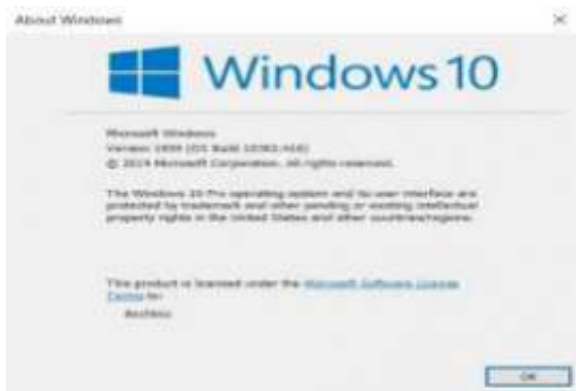 About Windows
Windows 10
Microsoft Windows
© 2019 Microsoft Corporation. All rights reserved.
The Windows 10 Pro operating system and its user interface are
protected by trademark and other pending or existing intellectual
property rights in the United States and other countries/regions.
This product is licensed under the Microsoft Software License
Terms to:
OK